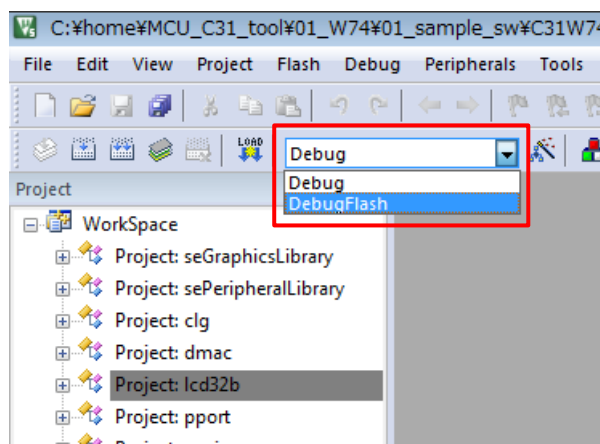 C:¥home¥MCU_C31_tool¥01_W74¥01_sample_sw¥C31W74
File Edit View Project Flash Debug Peripherals Tools
LOAD
Debug
Debug
DebugFlash
Project
WorkSpace
Project: seGraphicsLibrary
Project: sePeripheralLibrary
Project: clg
Project: dmac
Project: lcd32b
Project: pport